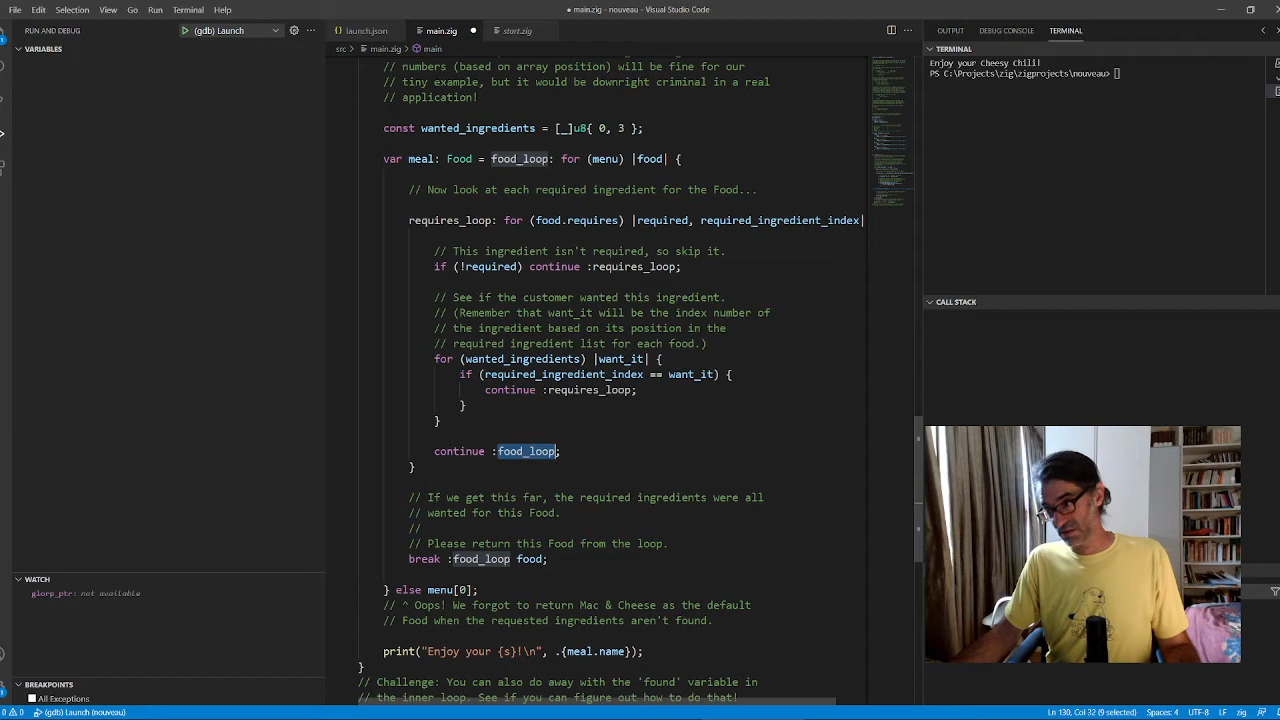 File Edit Selection View Go Run Terminal Help
main.zig - nouveau - Visual Studio Code
RUN AND DEBUG
(gdb) Launch
launch.json
main.zig
start.zig
OUTPUT DEBUG CONSOLE TERMINAL
VARIABLES
src > main.zig > main
TERMINAL
Enjoy your Cheesy Chili!
PS C:\Projects\zig\zigprojects\nouveau>
// numbers (based on array position) will be fine for our
// tiny example, but it would be downright criminal in a real
// application!
const wanted_ingredients = [_]u8{ 0, 3 };
var meal: Food = food_loop: for (menu) |food| {
// Now look at each required ingredient for the Food...
requires_loop: for (food.requires) |required, required_ingredient_index|
// This ingredient isn't required, so skip it.
if (!required) continue :requires_loop;
// See if the customer wanted this ingredient.
// (Remember that want_it will be the index number of
// the ingredient based on its position in the
// required ingredient list for each food.)
for (wanted_ingredients) |want_it| {
if (required_ingredient_index == want_it) {
continue :requires_loop;
}
}
continue :food_loop;
}
// If we get this far, the required ingredients were all
// wanted for this Food.
//
// Please return this Food from the loop.
break :food_loop food;
} else menu[0];
// ^ Oops! We forgot to return Mac & Cheese as the default
// Food when the requested ingredients aren't found.
print("Enjoy your {s}!\n", .{meal.name});
}
// Challenge: You can also do away with the 'found' variable in
// the inner loop. See if you can figure out how to do that!
CALL STACK
WATCH
glorp_ptr: not available
BREAKPOINTS
All Exceptions
0 0 (gdb) Launch (nouveau)
Ln 130, Col 32 (9 selected) Spaces: 4 UTF-8 LF zig